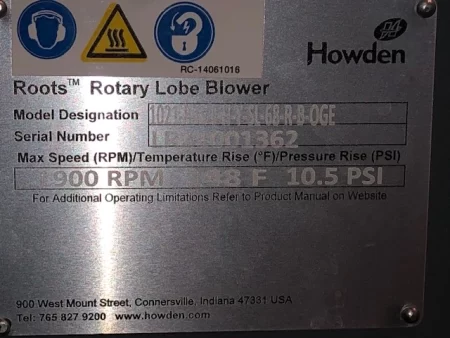 RC-14061016
Howden
Roots™ Rotary Lobe Blower
Model Designation
Serial Number 001362
Max Speed (RPM)/Temperature Rise (°F)/Pressure Rise (PSI)
900 RPM F 10.5 PSI
For Additional Operating Limitations Refer to Product Manual on Website
900 West Mount Street, Connersville, Indiana 47331 USA
Tel: 765 827 9200 www.howden.com